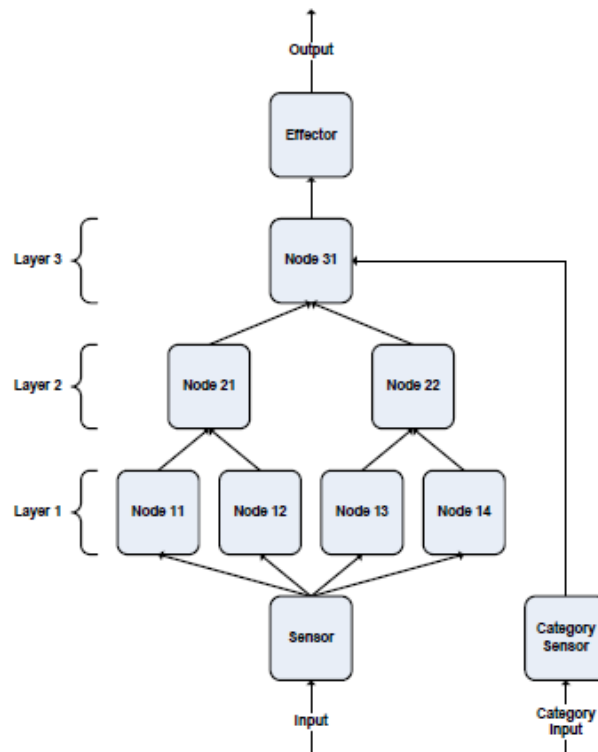 Output
Effector
Layer 3
Node 31
Layer 2
Node 21
Node 22
Layer 1
Node 11
Node 12
Node 13
Node 14
Sensor
Category
Sensor
Input
Category
Input